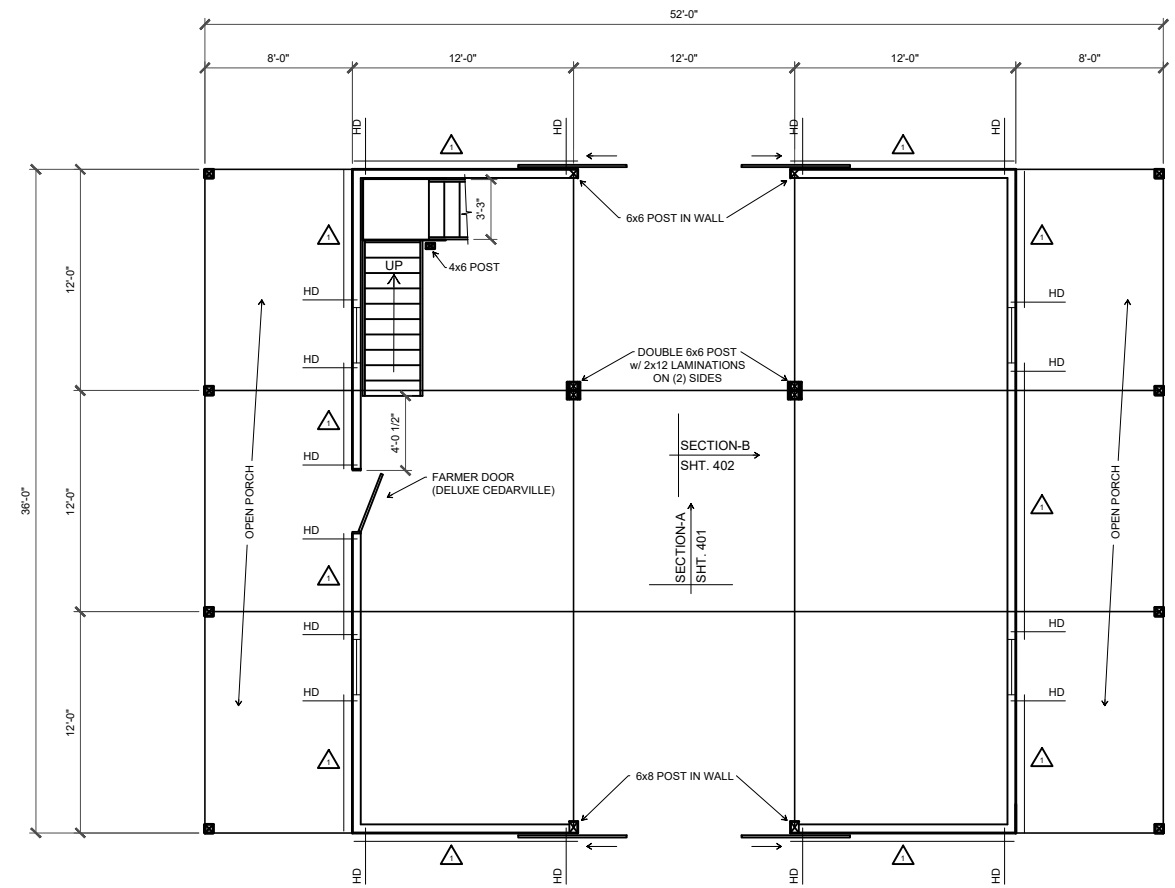 52'-0"
8'-0"
12'-0"
12'-0"
12'-0"
8'-0"
HD
HD
HD
HD
1
1
6x6 POST IN WALL
3'-3"
4x6 POST
UP
1
1
12'-0"
HD
HD
HD
HD
DOUBLE 6x6 POST
w/ 2x12 LAMINATIONS
ON (2) SIDES
1
4'-0 1/2"
HD
SECTION-B
SHT. 402
FARMER DOOR
(DELUXE CEDARVILLE)
OPEN PORCH
OPEN PORCH
36'-0"
12'-0"
1
HD
SECTION-A
SHT. 401
1
HD
HD
HD
HD
12'-0"
1
1
6x8 POST IN WALL
1
1
HD
HD
HD
HD